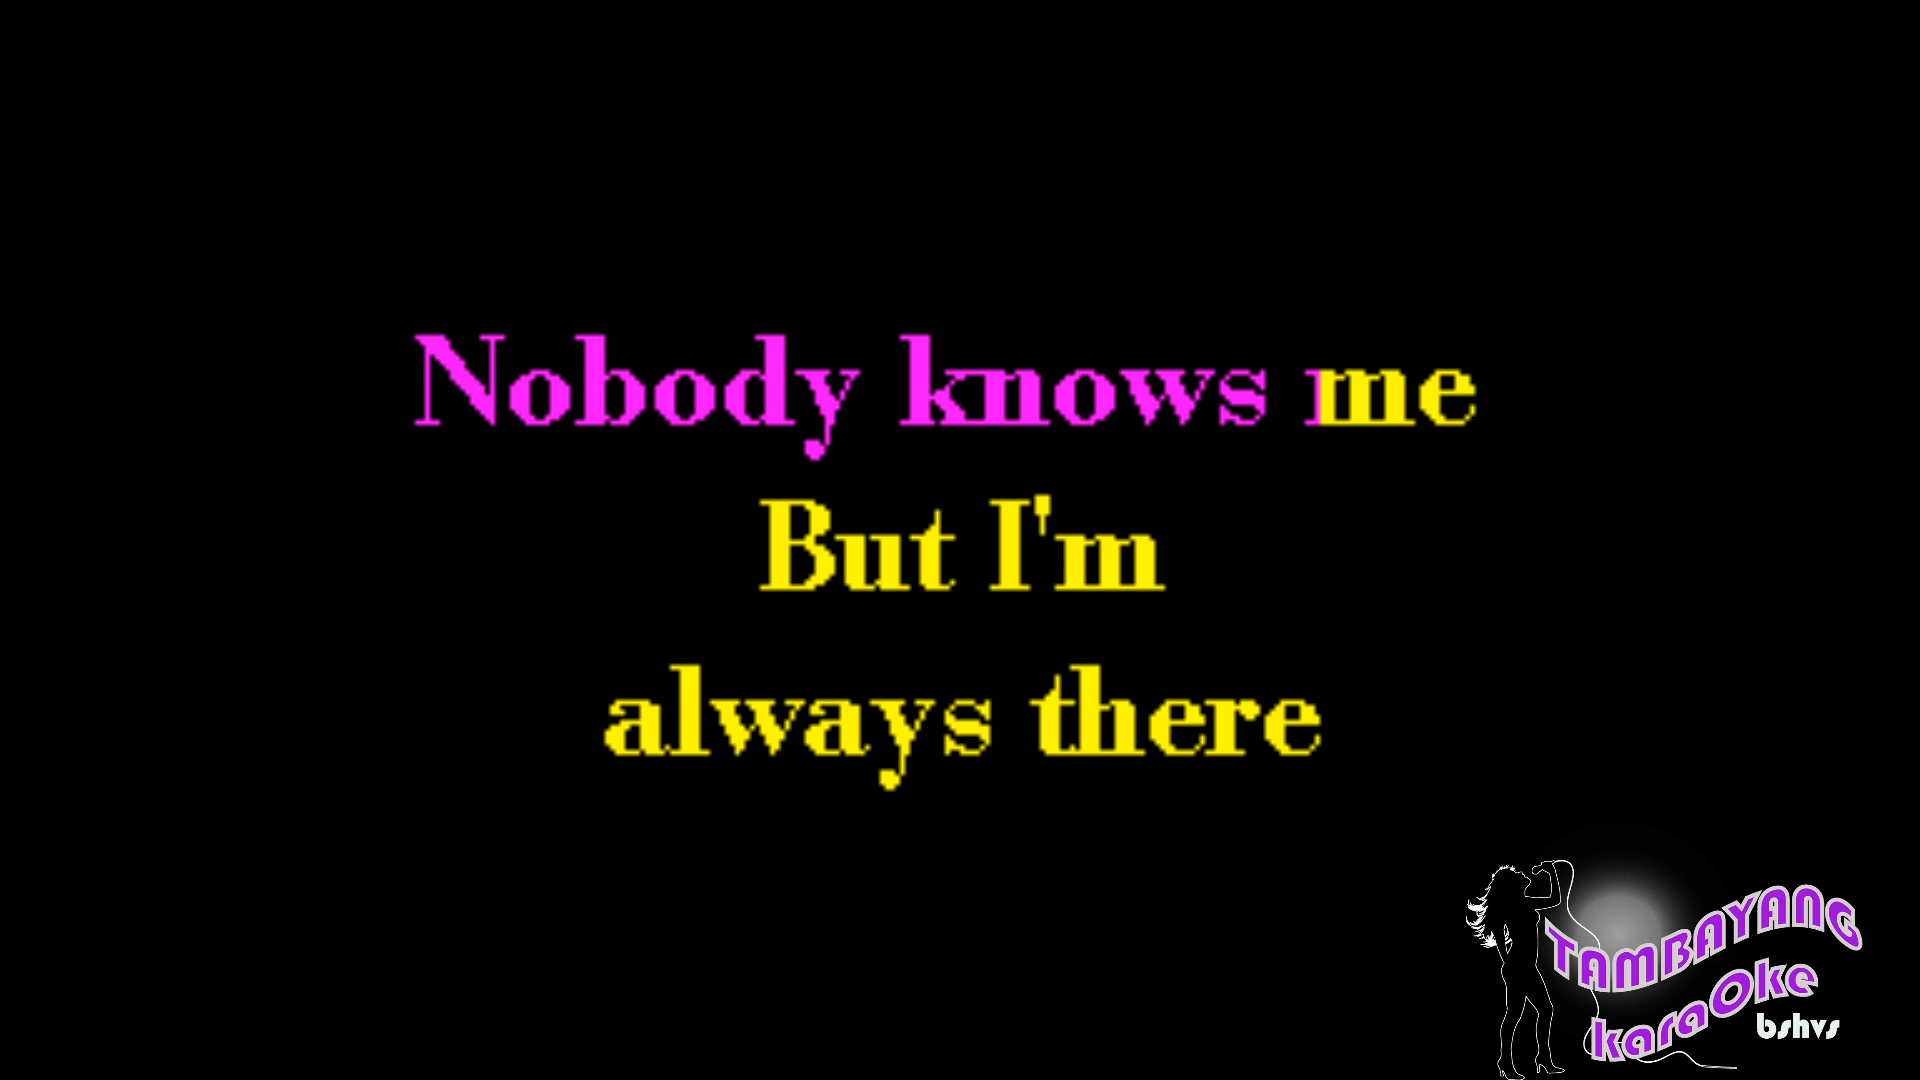 Nobody knows me
But I'm
always there
TAMBAYANG
karaOke
bshvs